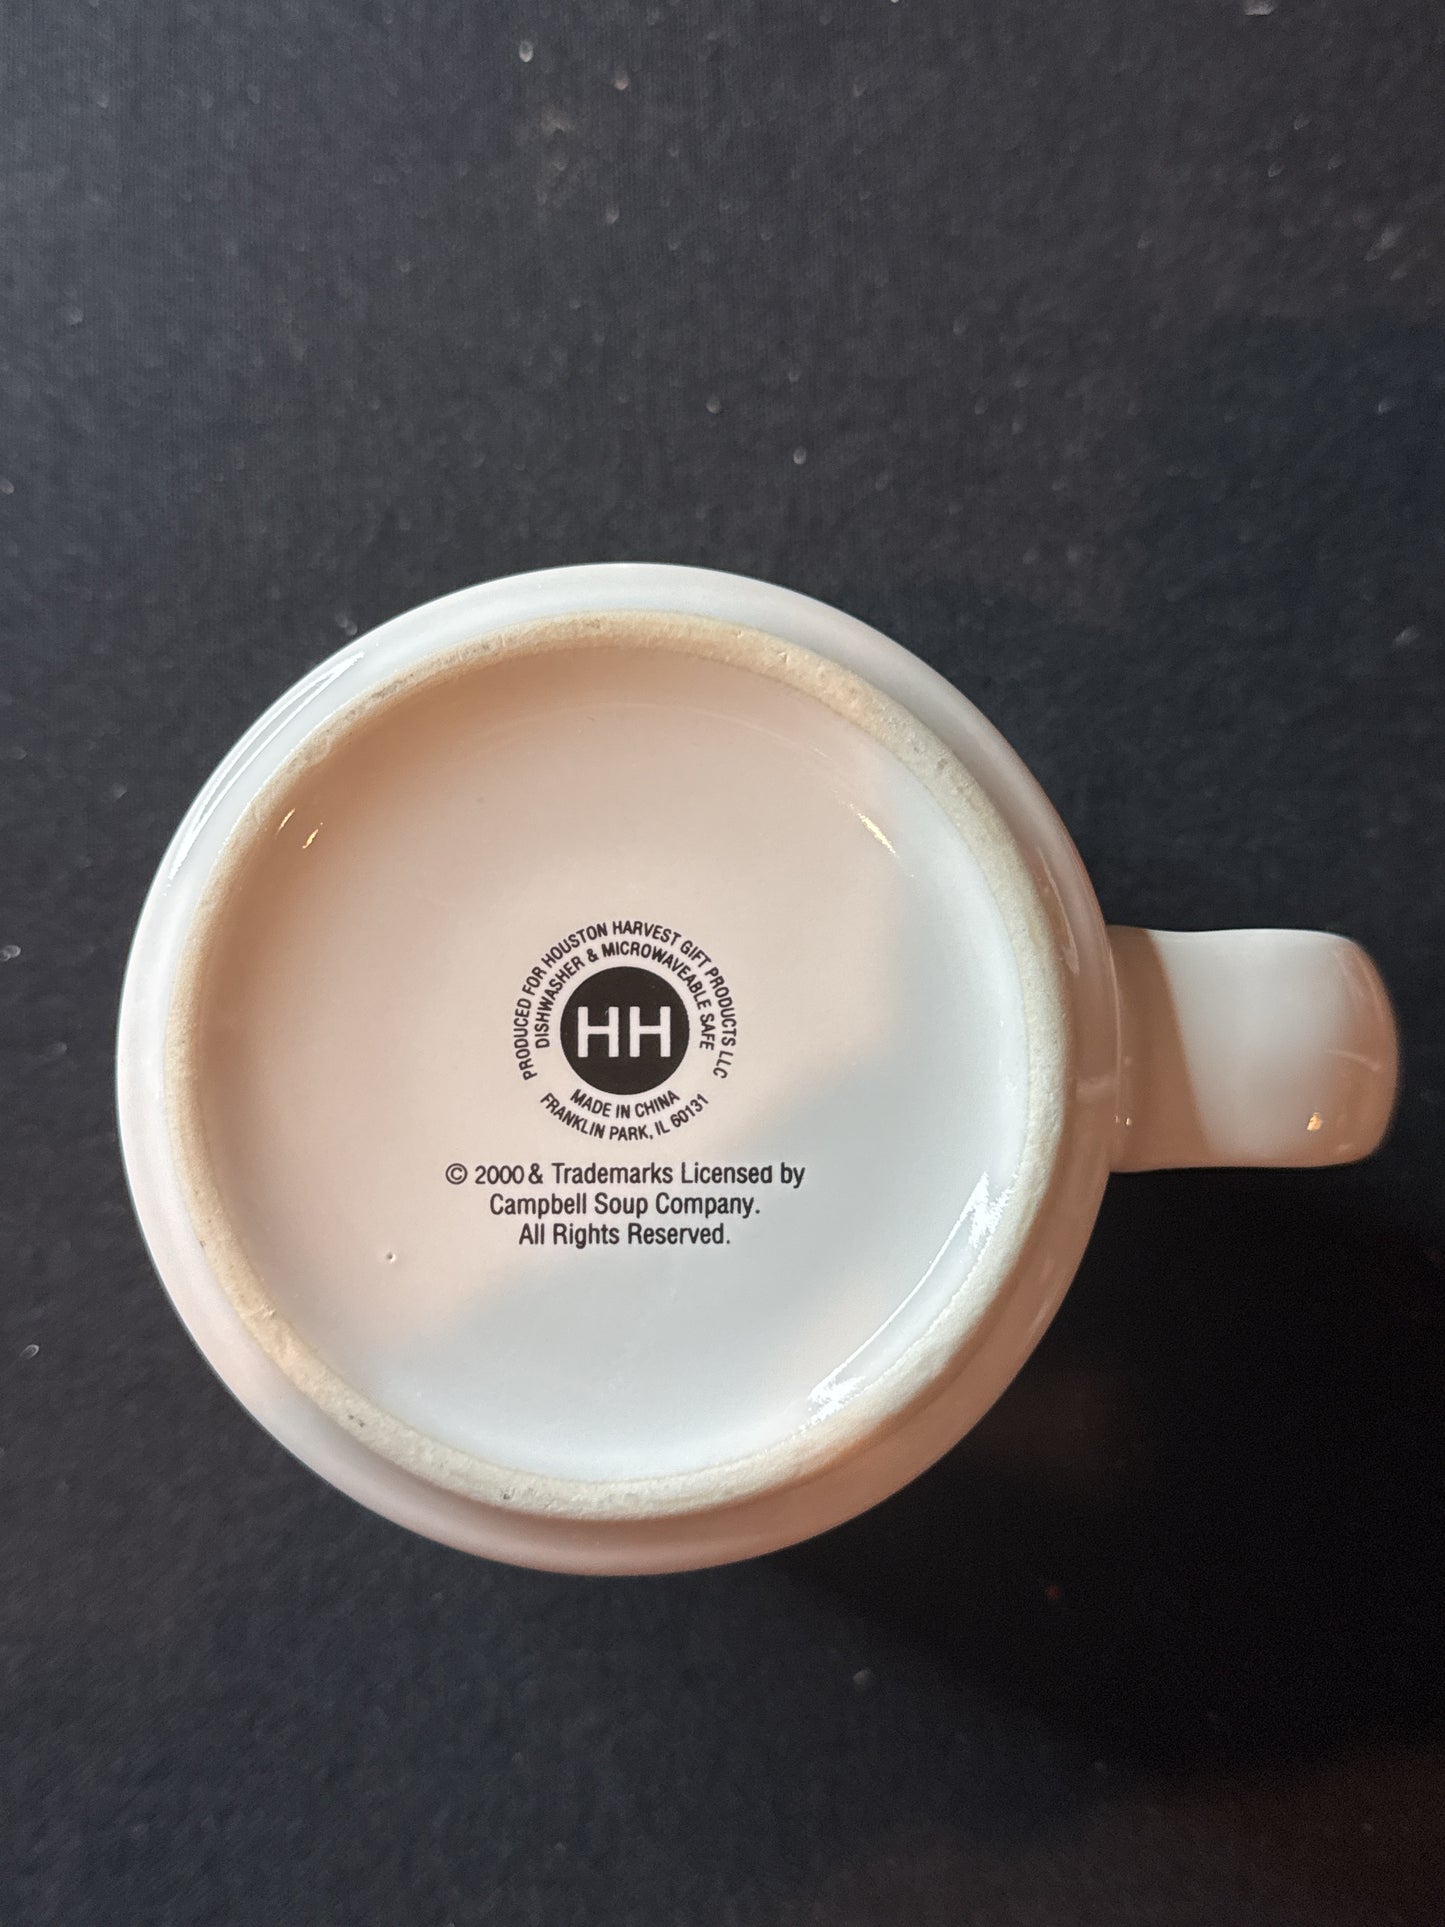 PRODUCED FOR HOUSTON HARVEST GIFT PRODUCTS LLC
DISHWASHER & MICROWAVEABLE SAFE
HH
MADE IN CHINA
FRANKLIN PARK, IL 60131
© 2000 & Trademarks Licensed by
Campbell Soup Company.
All Rights Reserved.